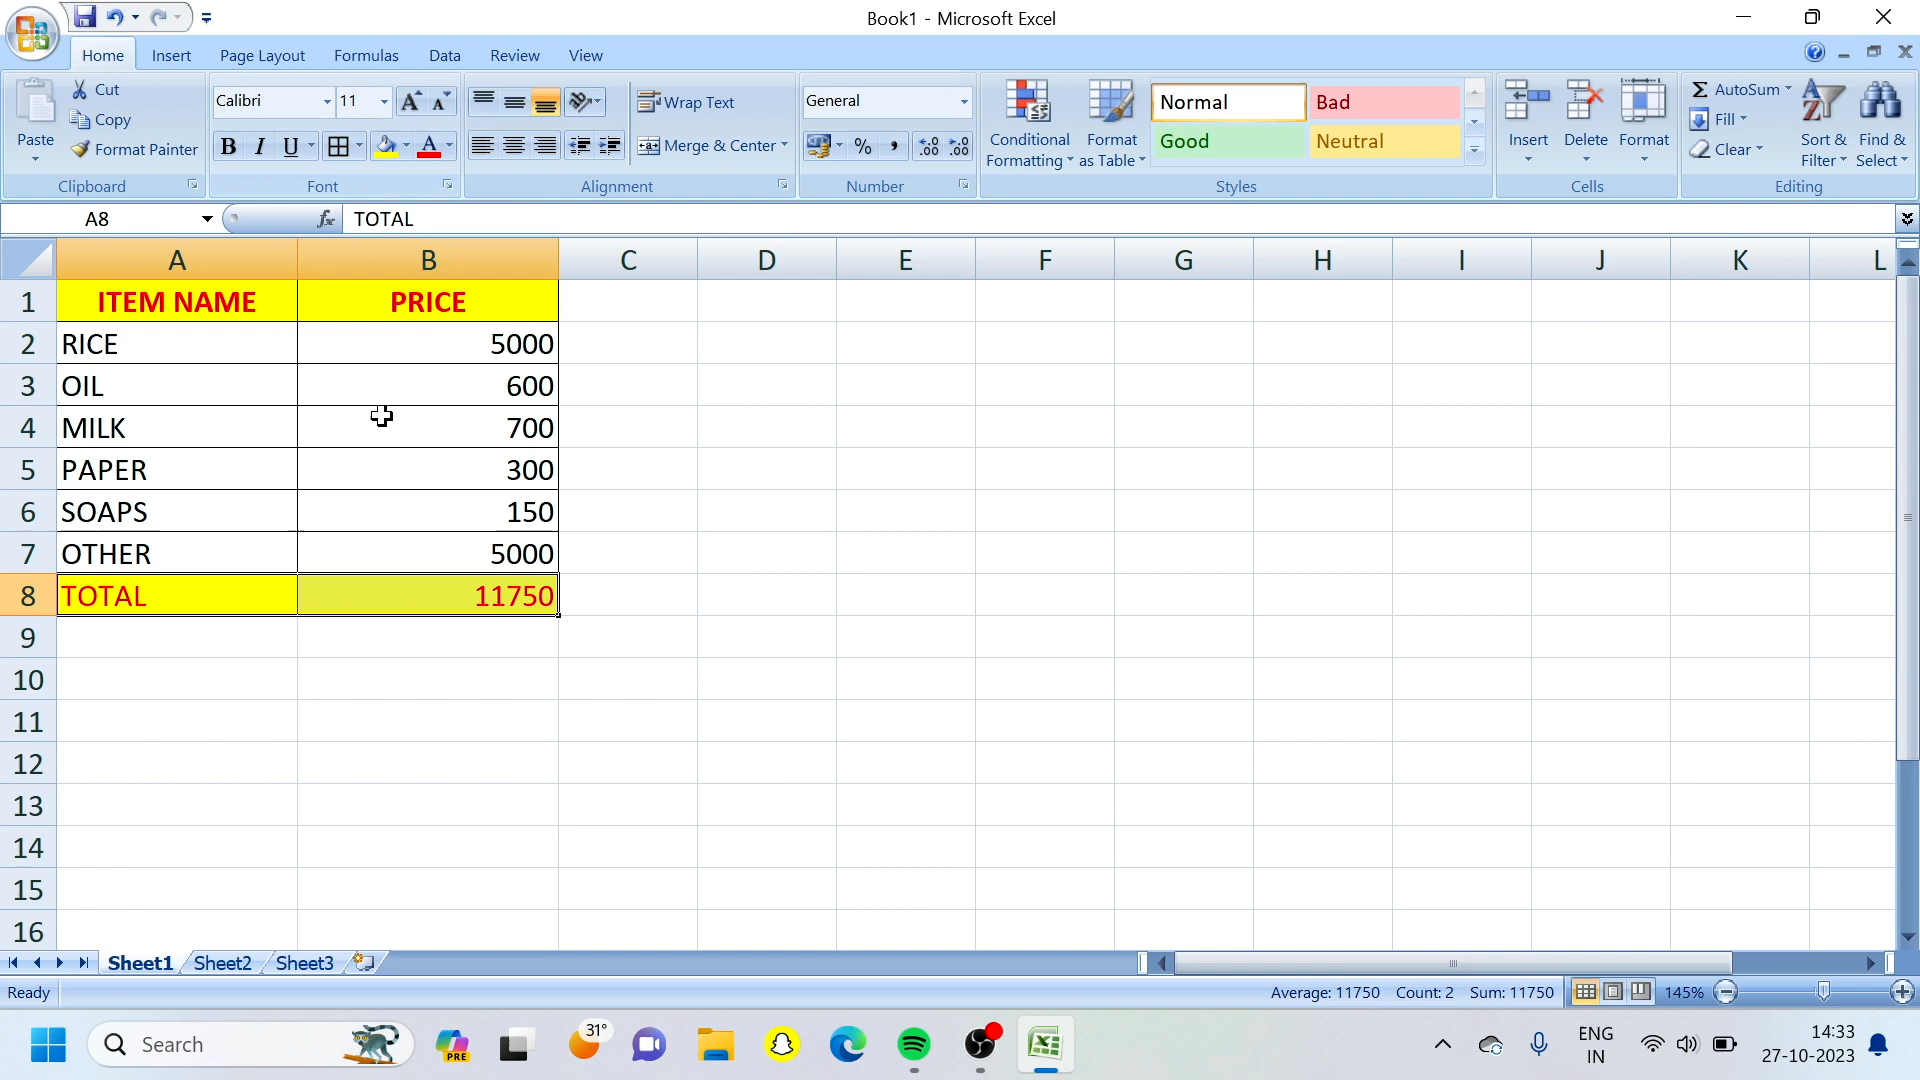 Book1 - Microsoft Excel
Home Insert Page Layout Formulas Data Review View
Paste
Cut
Copy
Format Painter
Clipboard
Calibri 11
B I U A
Font
Wrap Text
Merge & Center
Alignment
General
% ,
Number
Conditional Formatting
Format as Table
Normal Bad
Good Neutral
Styles
Insert Delete Format
Cells
Σ AutoSum
Fill
Clear
Sort & Filter
Find & Select
Editing
A8 fx TOTAL
A B C D E F G H I J K L
1 ITEM NAME PRICE
2 RICE 5000
3 OIL 600
4 MILK 700
5 PAPER 300
6 SOAPS 150
7 OTHER 5000
8 TOTAL 11750
9
10
11
12
13
14
15
16
Sheet1 Sheet2 Sheet3
Ready Average: 11750 Count: 2 Sum: 11750 145%
Search PRE 31° ENG IN 14:33 27-10-2023